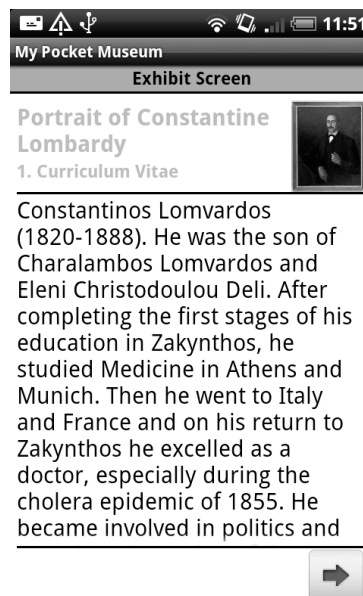 11:51
My Pocket Museum
Exhibit Screen
Portrait of Constantine
Lombardy
1. Curriculum Vitae
Constantinos Lomvardos
(1820-1888). He was the son of
Charalambos Lomvardos and
Eleni Christodoulou Deli. After
completing the first stages of his
education in Zakynthos, he
studied Medicine in Athens and
Munich. Then he went to Italy
and France and on his return to
Zakynthos he excelled as a
doctor, especially during the
cholera epidemic of 1855. He
became involved in politics and